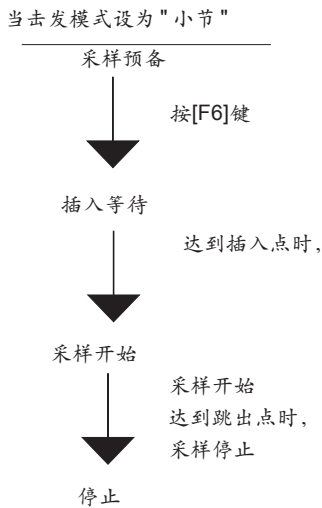 当击发模式设为"小节"
采样预备
按[F6]键
插入等待
达到插入点时，
采样开始
采样开始
达到跳出点时，
采样停止
停止